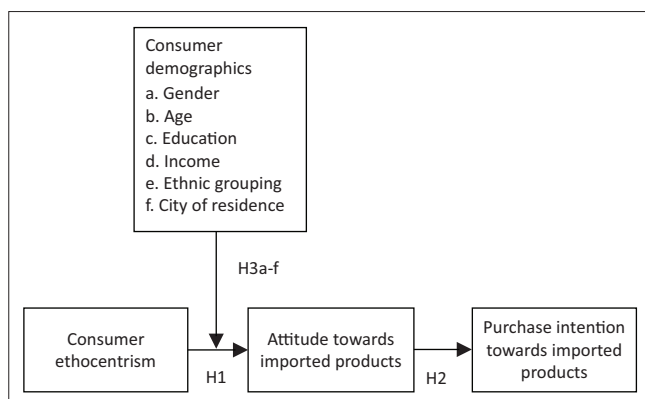 Consumer
demographics
a. Gender
b. Age
c. Education
d. Income
e. Ethnic grouping
f. City of residence
H3a-f
Consumer
ethocentrism
H1
Attitude towards
imported products
H2
Purchase intention
towards imported
products